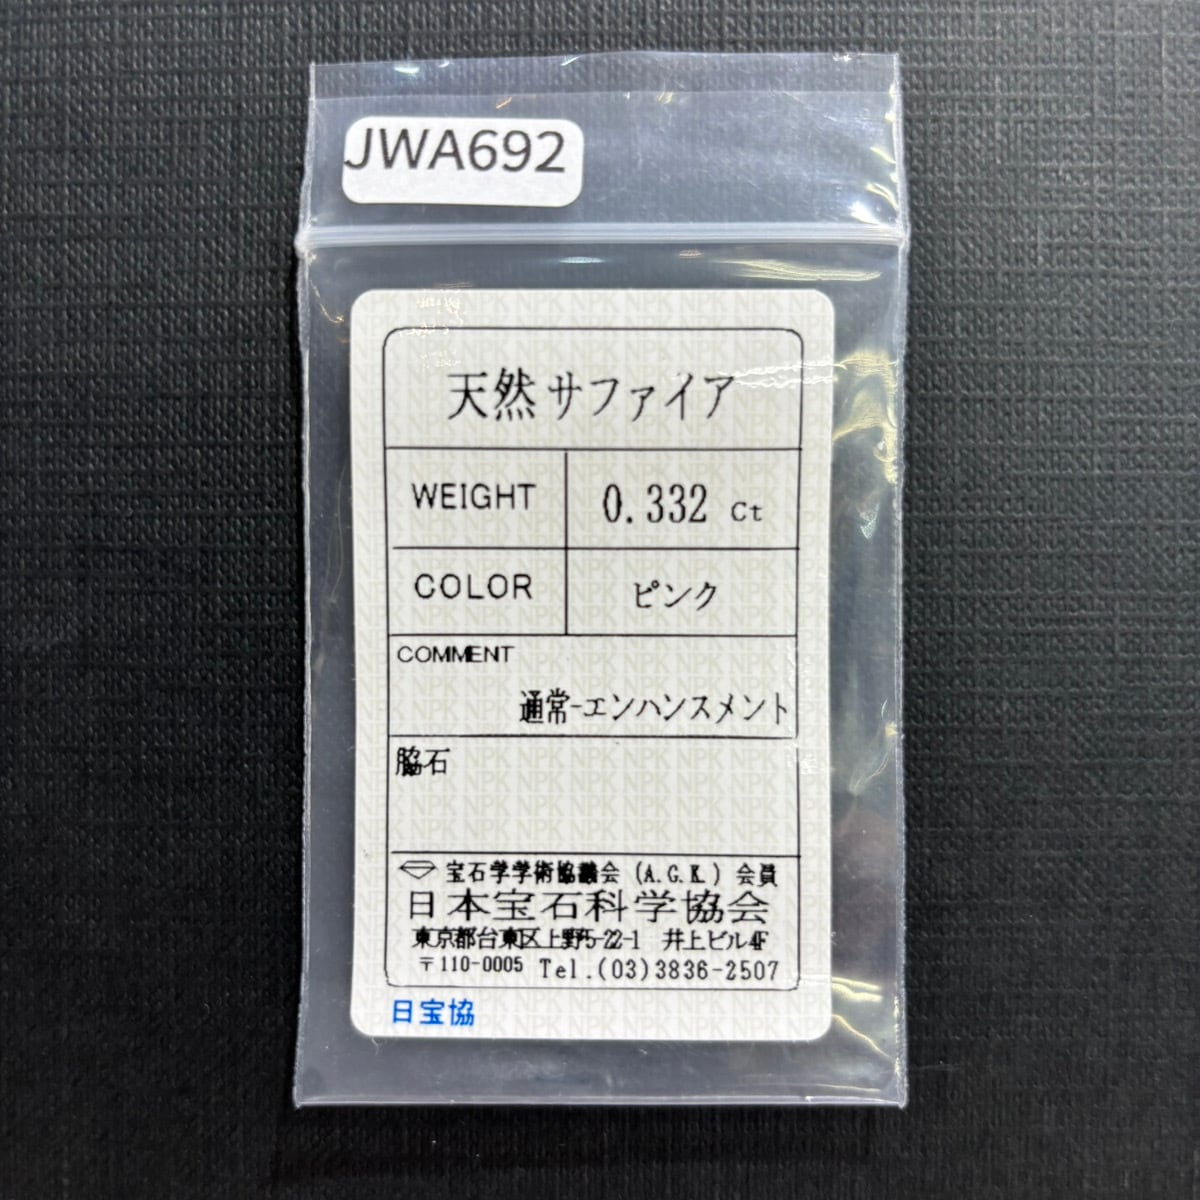 JWA692
天然サファイア
WEIGHT 0.332 Ct
COLOR ピンク
COMMENT
通常-エンハンスメント
脇石
宝石学学術協議会 (A.G.K.) 会員
日本宝石科学協会
東京都台東区上野5-22-1 井上ビル4F
〒110-0005 Tel.(03)3836-2507
日宝協